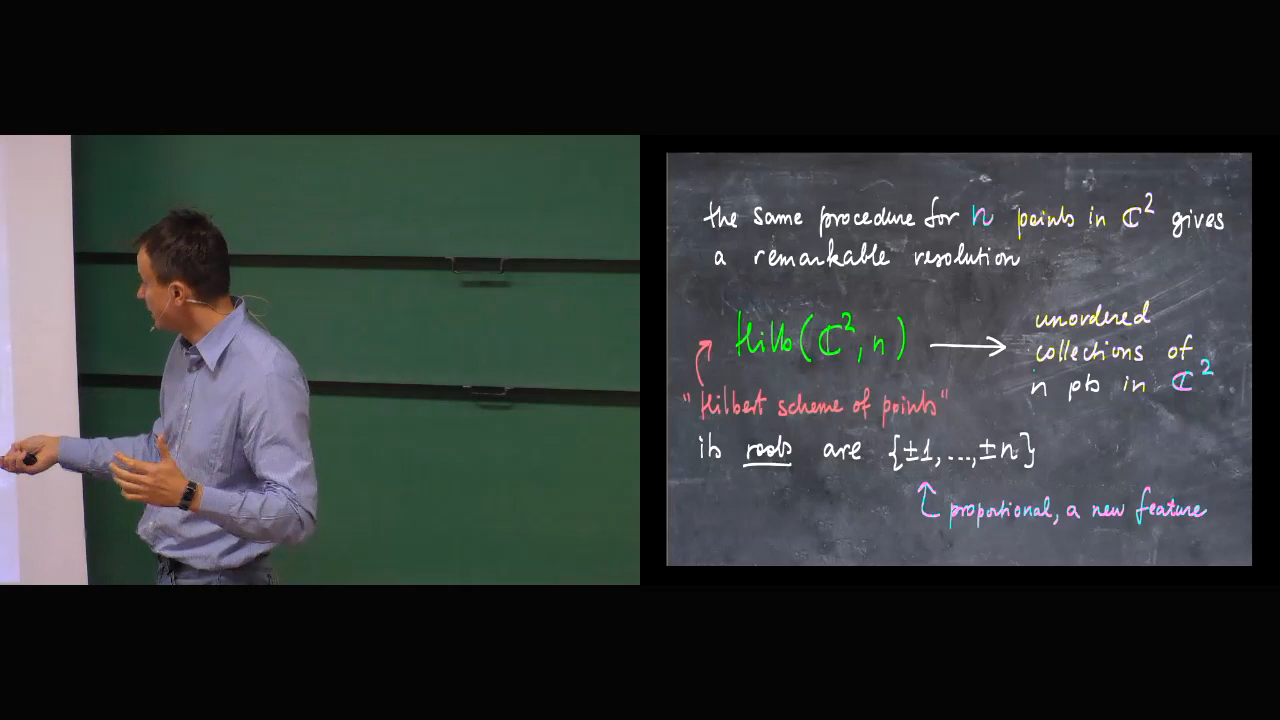 the same procedure for n points in ℂ² gives
a remarkable resolution
Hilb(ℂ², n) ⟶ unordered
collections of
n pts in ℂ²
"Hilbert scheme of points"
its roots are {±1, ..., ±n}
proportional, a new feature